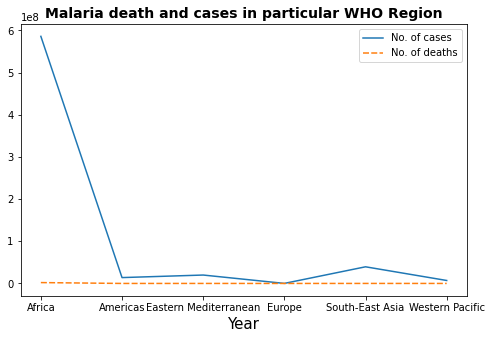 Malaria death and cases in particular WHO Region
1e8
No. of cases
No. of deaths
6
5
4
3
2
1
0
Africa Americas Eastern Mediterranean Europe South-East Asia Western Pacific
Year